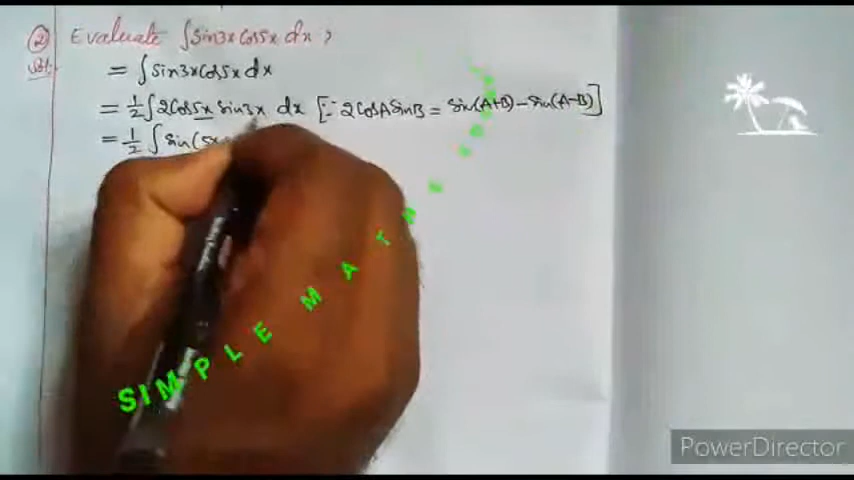 ② Evaluate ∫sin3x cos5x dx ?
Sol:
= ∫sin3x cos5x dx
= 1/2 ∫2cos5x sin3x dx [∵ 2cosA sinB = sin(A+B) - sin(A-B)]
= 1/2 ∫ sin(5x
SIMPLE MATH
PowerDirector